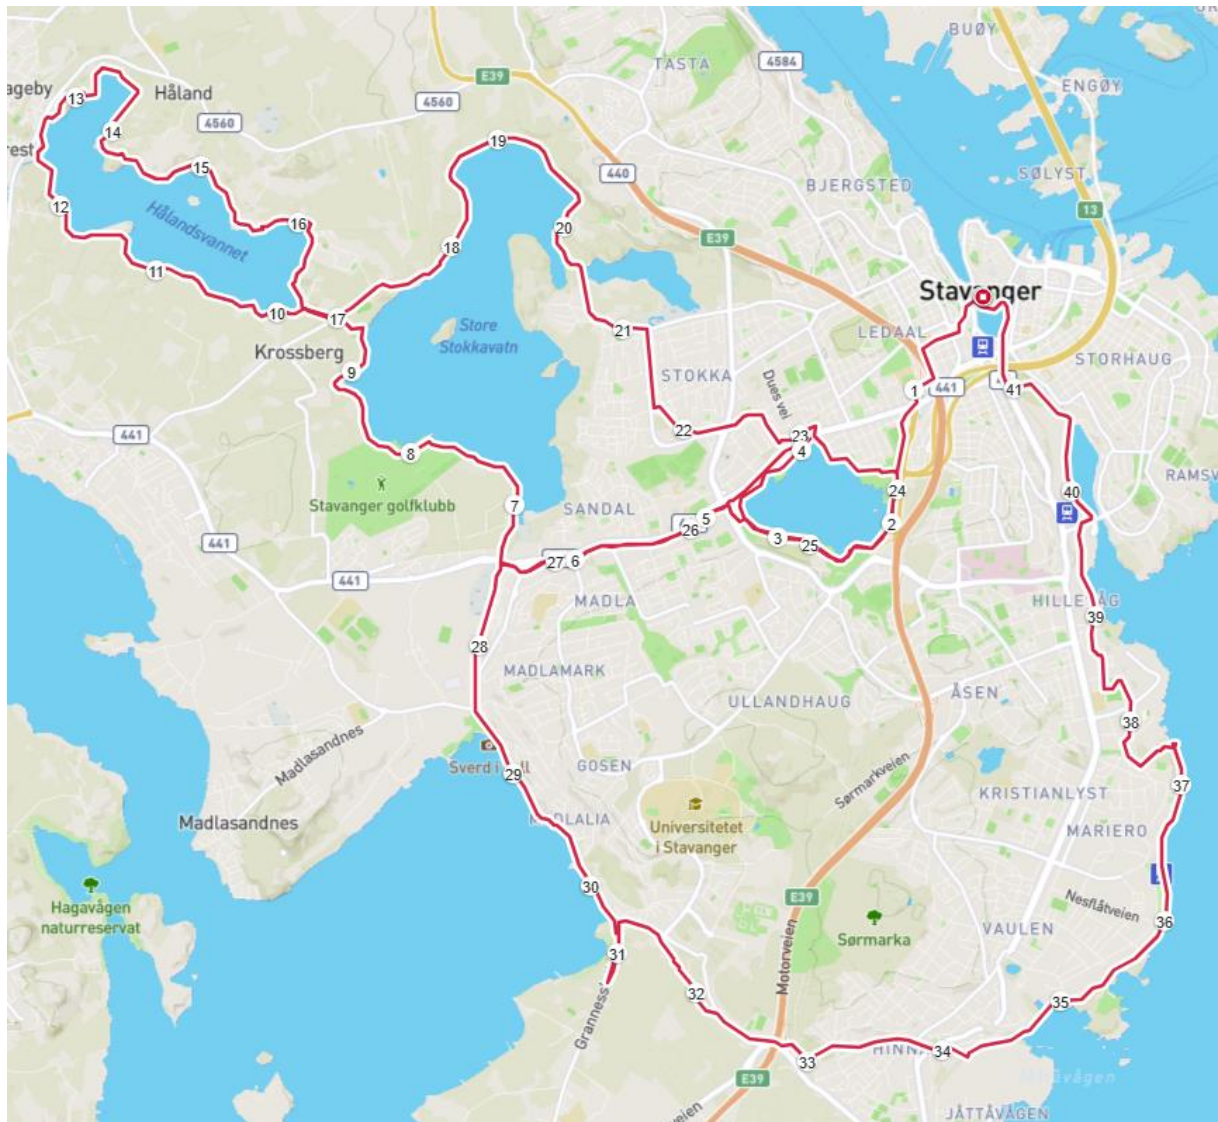 BUØY
TASTA
4584
E39
ENGØY
ageby
Håland
4560
4560
13
14
19
440
SØLYST
15
BJERGSTED
13
12
16
20
E39
Hålandsvannet
18
11
Stavanger
10
17
Store
Stokkavatn
21
LEDAAL
Krossberg
STORHAUG
9
STOKKA
Dues vei
1
441
41
441
22
23
8
4
Stavanger golfklubb
7
SANDAL
24
40
5
26
2
3
25
441
441
27
6
MADLA
39
28
MADLAMARK
ULLANDHAUG
ÅSEN
38
Madlasandnes
29
GOSEN
Sørmarkveien
37
KRISTIANLYST
Madlasandnes
Universitetet
i Stavanger
MARIERO
30
E39
Hagavågen
naturreservat
Nesflåtveien
36
VAULEN
Sørmarka
31
Motorveien
32
35
33
34
E39
JÅTTÅVÅGEN